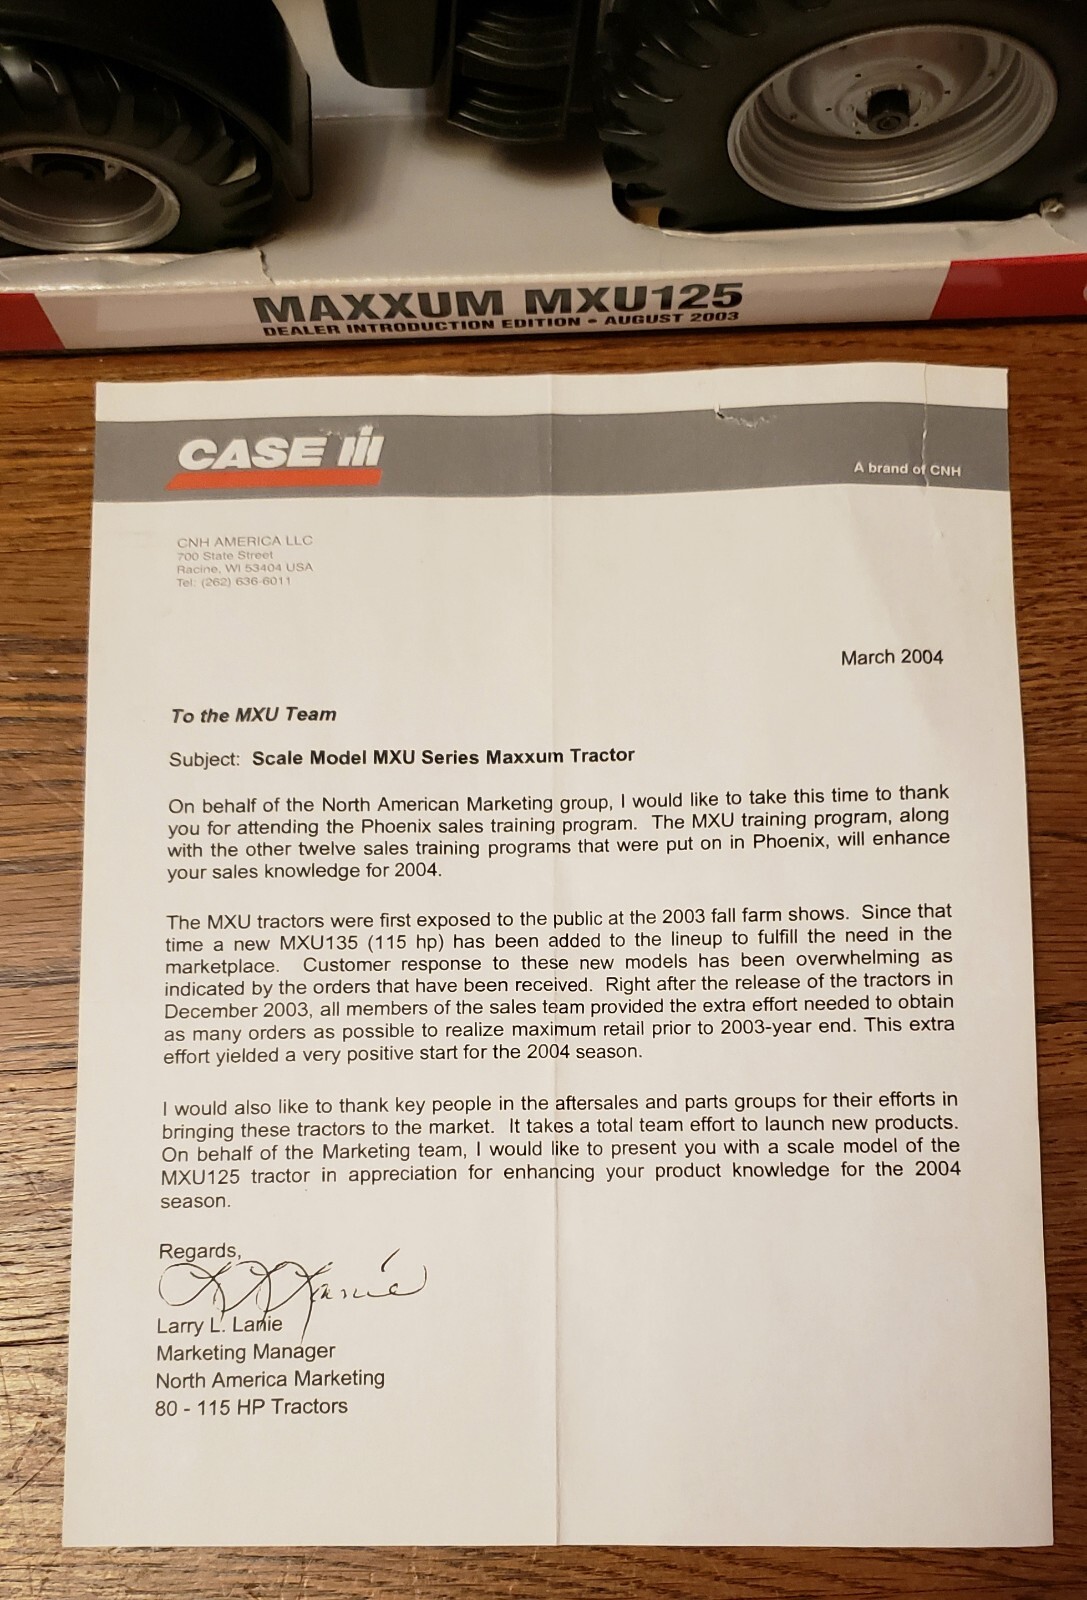 MAXXUM MXU125
DEALER INTRODUCTION EDITION • AUGUST 2003
CASE IH
A brand of CNH
CNH AMERICA LLC
700 State Street
Racine, WI 53404 USA
Tel: (262) 636-6011
March 2004
To the MXU Team
Subject: Scale Model MXU Series Maxxum Tractor
On behalf of the North American Marketing group, I would like to take this time to thank
you for attending the Phoenix sales training program. The MXU training program, along
with the other twelve sales training programs that were put on in Phoenix, will enhance
your sales knowledge for 2004.
The MXU tractors were first exposed to the public at the 2003 fall farm shows. Since that
time a new MXU135 (115 hp) has been added to the lineup to fulfill the need in the
marketplace. Customer response to these new models has been overwhelming as
indicated by the orders that have been received. Right after the release of the tractors in
December 2003, all members of the sales team provided the extra effort needed to obtain
as many orders as possible to realize maximum retail prior to 2003-year end. This extra
effort yielded a very positive start for the 2004 season.
I would also like to thank key people in the aftersales and parts groups for their efforts in
bringing these tractors to the market. It takes a total team effort to launch new products.
On behalf of the Marketing team, I would like to present you with a scale model of the
MXU125 tractor in appreciation for enhancing your product knowledge for the 2004
season.
Regards,
L L Lanie
Larry L. Lanie
Marketing Manager
North America Marketing
80 - 115 HP Tractors